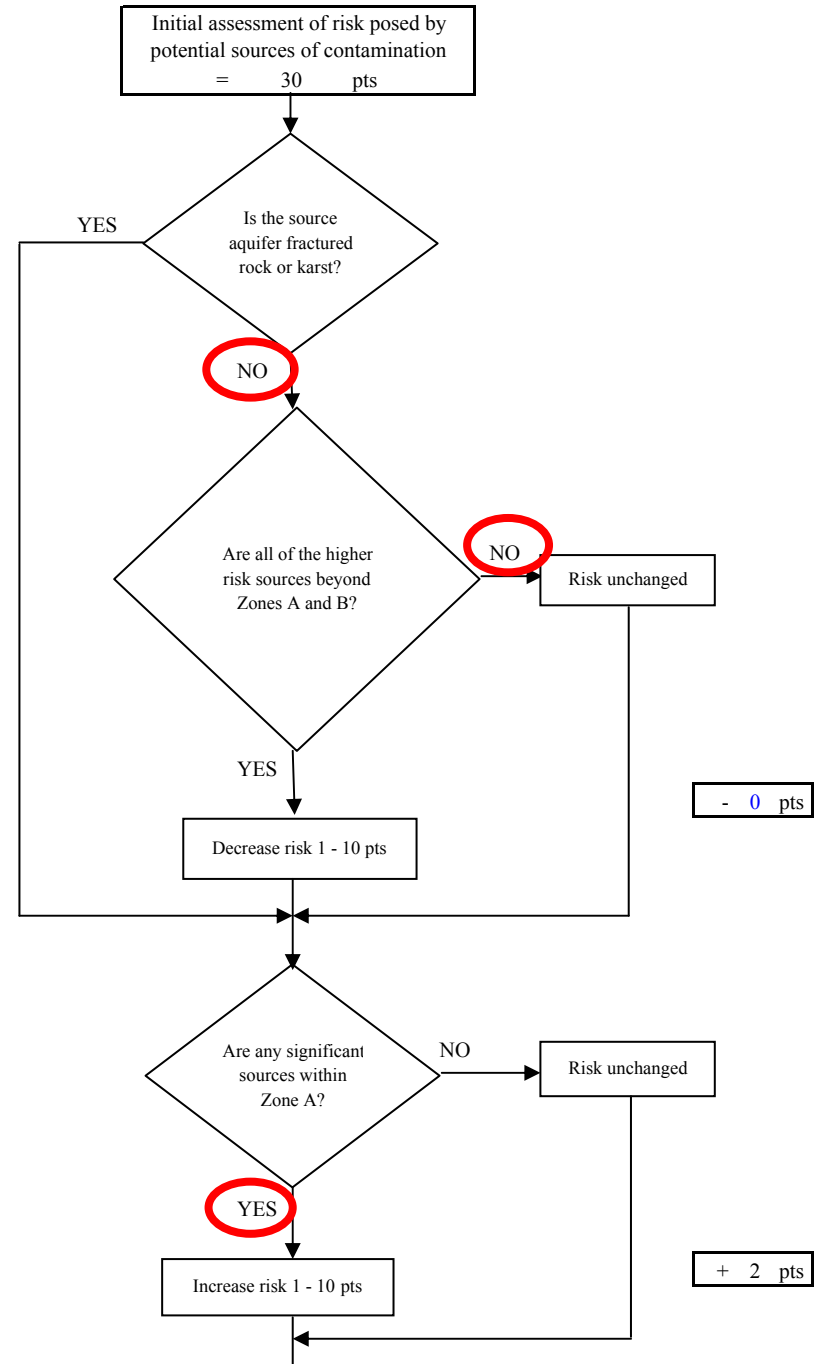 Initial assessment of risk posed by
potential sources of contamination
= 30 pts
YES
Is the source
aquifer fractured
rock or karst?
NO
Are all of the higher
risk sources beyond
Zones A and B?
NO
Risk unchanged
YES
- 0 pts
Decrease risk 1 - 10 pts
Are any significant
sources within
Zone A?
NO
Risk unchanged
YES
Increase risk 1 - 10 pts
+ 2 pts